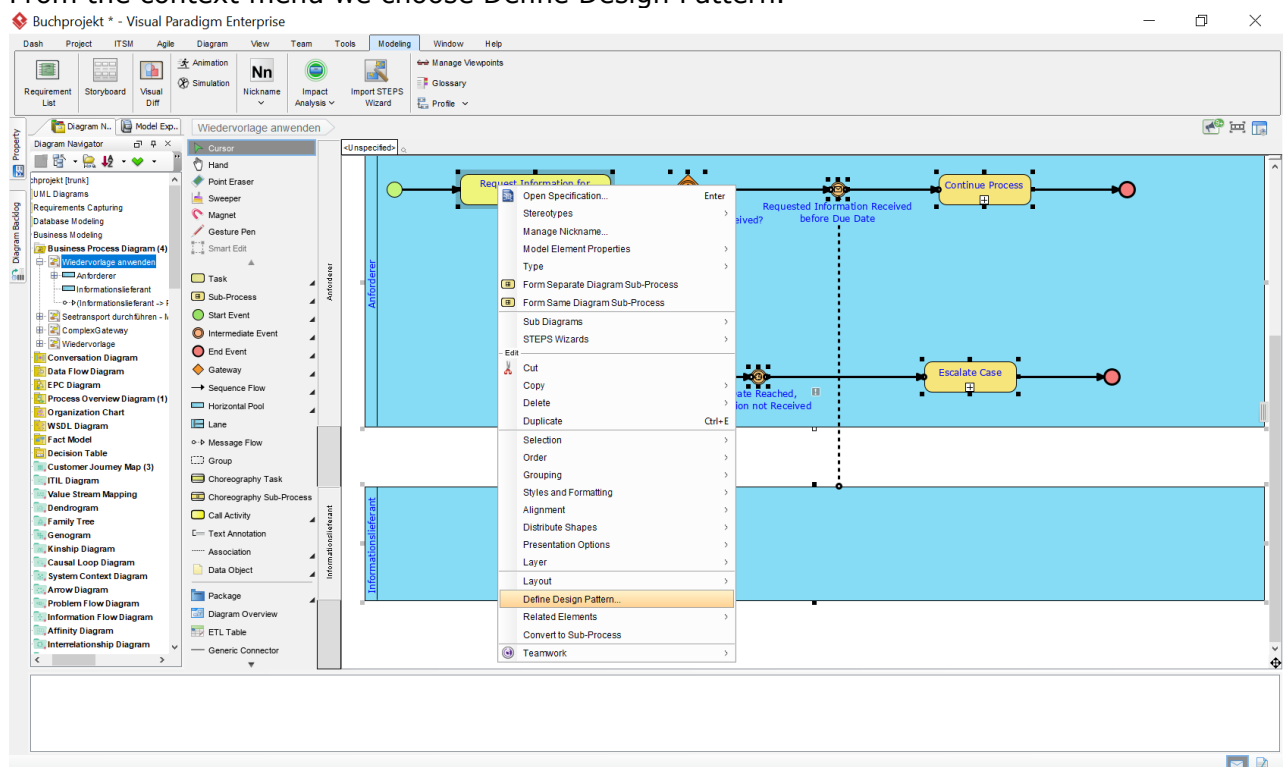 From the context menu we choose Define Design Pattern.
Buchprojekt * - Visual Paradigm Enterprise
Dash Project ITSM Agile Diagram View Team Tools Modeling Window Help
Requirement List
Storyboard
Visual Diff
Animation
Simulation
Nn
Nickname
Impact Analysis
Import STEPS Wizard
Manage Viewpoints
Glossary
Profile
Diagram N..
Model Exp..
Wiedervorlage anwenden
Property
Diagram Backlog
Diagram Navigator
chprojekt [trunk]
UML Diagrams
Requirements Capturing
Database Modeling
Business Modeling
Business Process Diagram (4)
Wiedervorlage anwenden
Anforderer
Informationslieferant
(Informationslieferant -> F
Seetransport durchführen -
ComplexGateway
Wiedervorlage
Conversation Diagram
Data Flow Diagram
EPC Diagram
Process Overview Diagram (1)
Organization Chart
WSDL Diagram
Fact Model
Decision Table
Customer Journey Map (3)
ITIL Diagram
Value Stream Mapping
Dendrogram
Family Tree
Genogram
Kinship Diagram
Causal Loop Diagram
System Context Diagram
Arrow Diagram
Problem Flow Diagram
Information Flow Diagram
Affinity Diagram
Interrelationship Diagram
Cursor
Hand
Point Eraser
Sweeper
Magnet
Gesture Pen
Smart Edit
Task
Sub-Process
Start Event
Intermediate Event
End Event
Gateway
Sequence Flow
Horizontal Pool
Lane
Message Flow
Group
Choreography Task
Choreography Sub-Process
Call Activity
Text Annotation
Association
Data Object
Package
Diagram Overview
ETL Table
Generic Connector
Anforderer
Informationslieferant
<Unspecified>
Anforderer
Request Information for
eived?
Requested Information Received
before Due Date
Continue Process
ate Reached,
ion not Received
Escalate Case
Informationslieferant
Open Specification... Enter
Stereotypes
Manage Nickname...
Model Element Properties
Type
Form Separate Diagram Sub-Process
Form Same Diagram Sub-Process
Sub Diagrams
STEPS Wizards
Edit
Cut
Copy
Delete
Duplicate Ctrl+E
Selection
Order
Grouping
Styles and Formatting
Alignment
Distribute Shapes
Presentation Options
Layer
Layout
Define Design Pattern...
Related Elements
Convert to Sub-Process
Teamwork